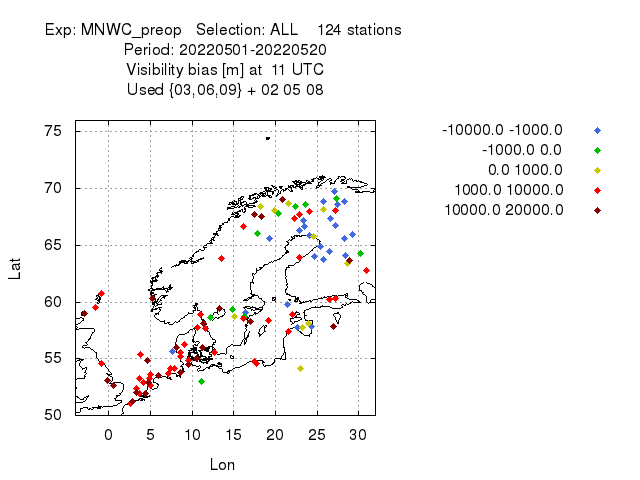 Exp: MNWC_preop Selection: ALL 124 stations
Period: 20220501-20220520
Visibility bias [m] at 11 UTC
Used {03,06,09} + 02 05 08
-10000.0 -1000.0
-1000.0 0.0
0.0 1000.0
1000.0 10000.0
10000.0 20000.0
75
70
65
60
55
50
Lat
0 5 10 15 20 25 30
Lon